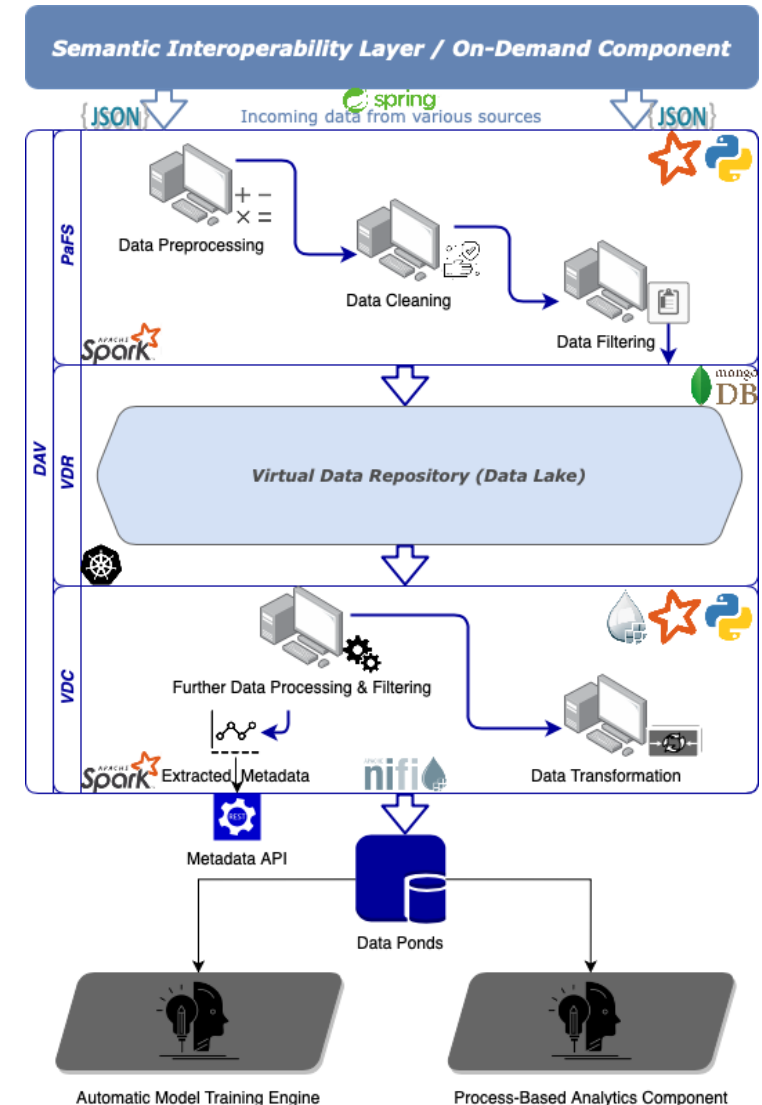 Semantic Interoperability Layer / On-Demand Component
spring
{JSON}
Incoming data from various sources
{JSON}
DAV
PaFS
+ −
× =
Data Preprocessing
Data Cleaning
Data Filtering
APACHE
Spark
mongo
DB
VDR
Virtual Data Repository (Data Lake)
VDC
Further Data Processing & Filtering
APACHE
Spark
Extracted Metadata
nifi
Data Transformation
REST
Metadata API
Data Ponds
Automatic Model Training Engine
Process-Based Analytics Component